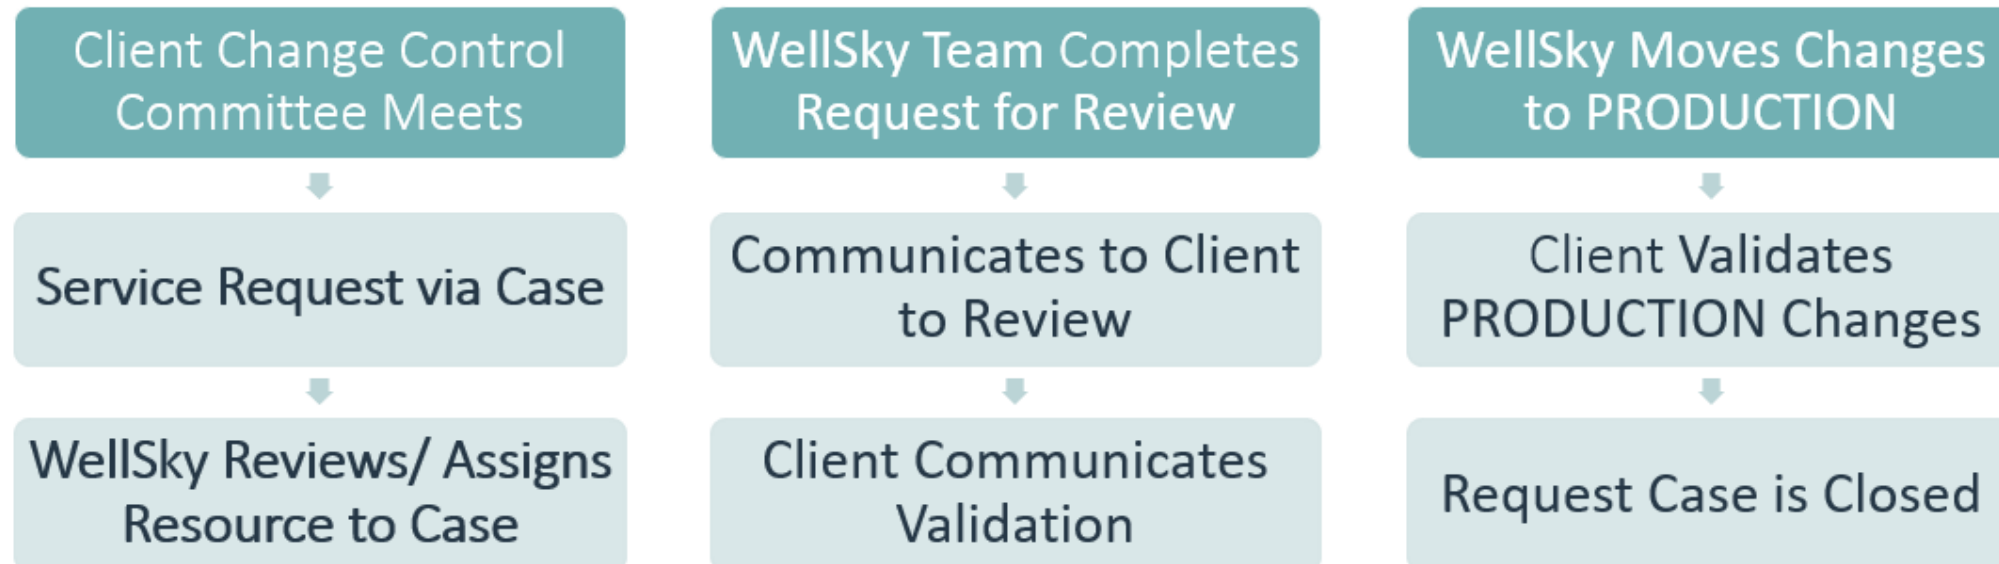 Client Change Control
Committee Meets
Service Request via Case
WellSky Reviews/ Assigns
Resource to Case
WellSky Team Completes
Request for Review
Communicates to Client
to Review
Client Communicates
Validation
WellSky Moves Changes
to PRODUCTION
Client Validates
PRODUCTION Changes
Request Case is Closed